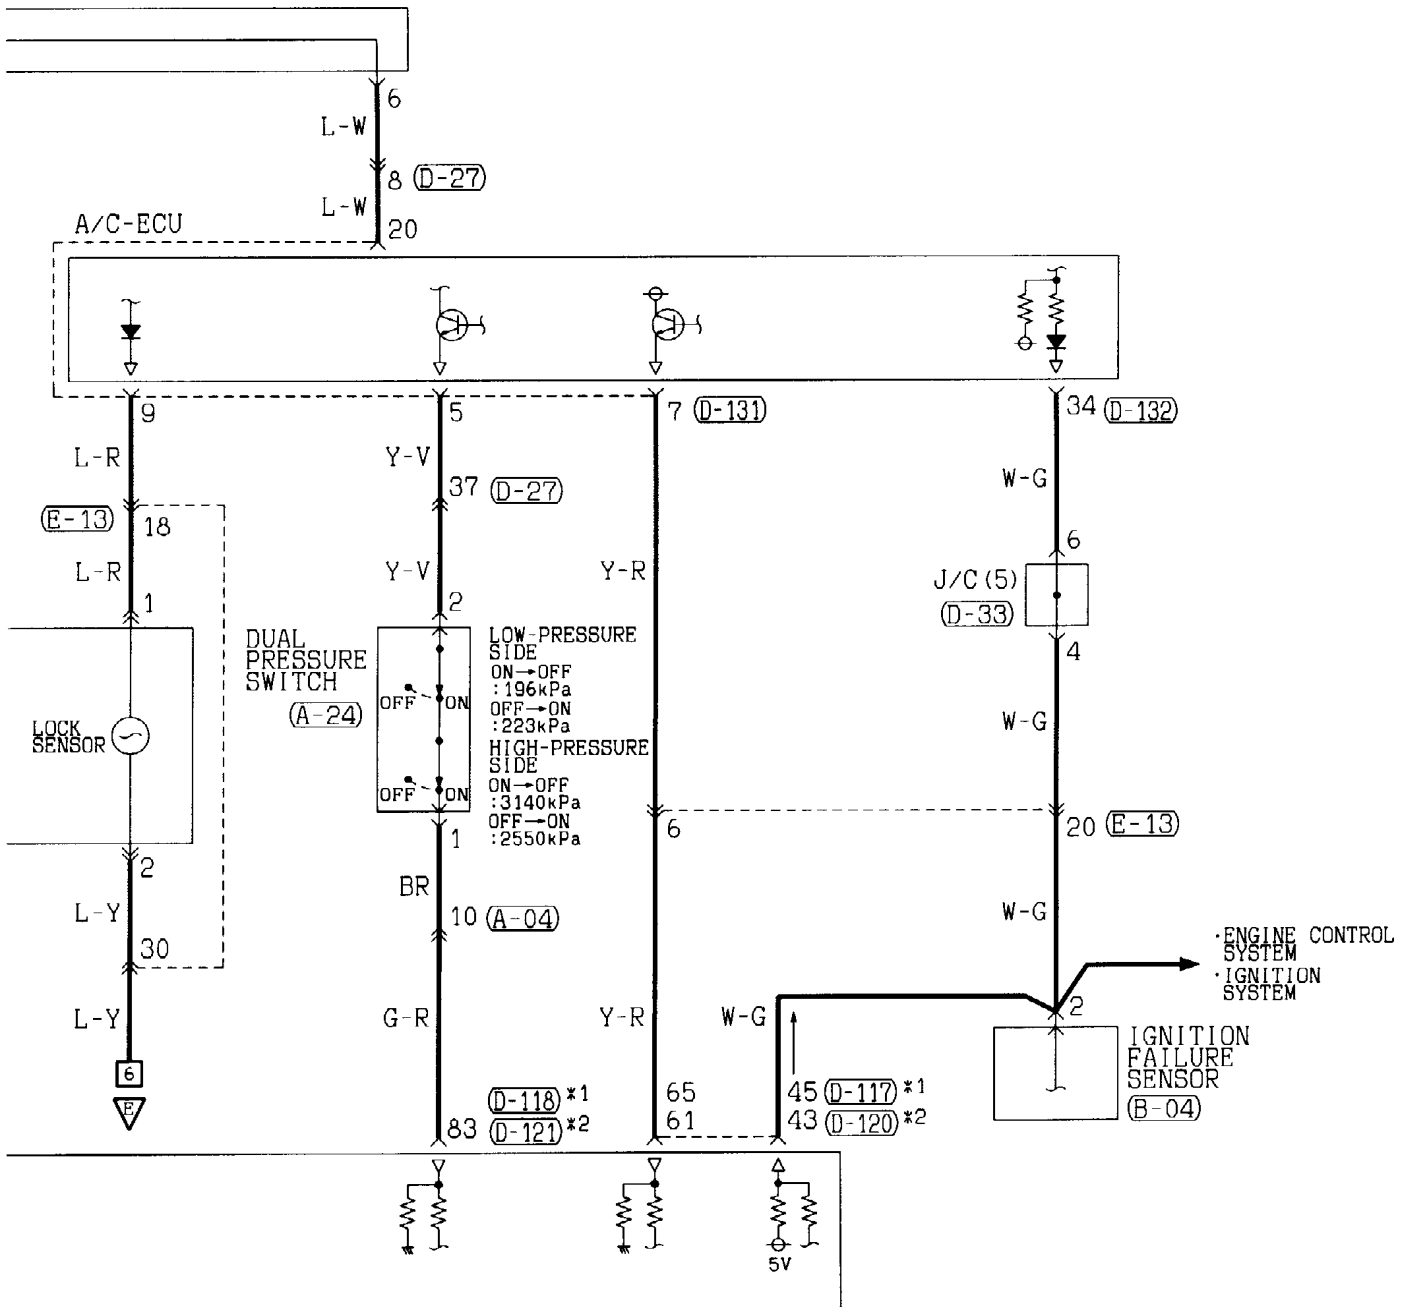 6
L-W
8 (D-27)
L-W
20
A/C-ECU
9
5
7 (D-131)
34 (D-132)
L-R
Y-V
W-G
37 (D-27)
(E-13)
18
6
L-R
Y-V
Y-R
J/C (5)
(D-33)
1
2
4
DUAL
PRESSURE
SWITCH
(A-24)
LOW-PRESSURE
SIDE
ON→OFF
:196kPa
OFF→ON
:223kPa
HIGH-PRESSURE
SIDE
ON→OFF
:3140kPa
OFF→ON
:2550kPa
OFF ON
OFF ON
LOCK
SENSOR
W-G
6
20 (E-13)
1
2
BR
L-Y
10 (A-04)
W-G
30
·ENGINE CONTROL
SYSTEM
·IGNITION
SYSTEM
L-Y
G-R
Y-R
W-G
2
IGNITION
FAILURE
SENSOR
(B-04)
6
E
(D-118)*1
83 (D-121)*2
65
61
45 (D-117)*1
43 (D-120)*2
5V